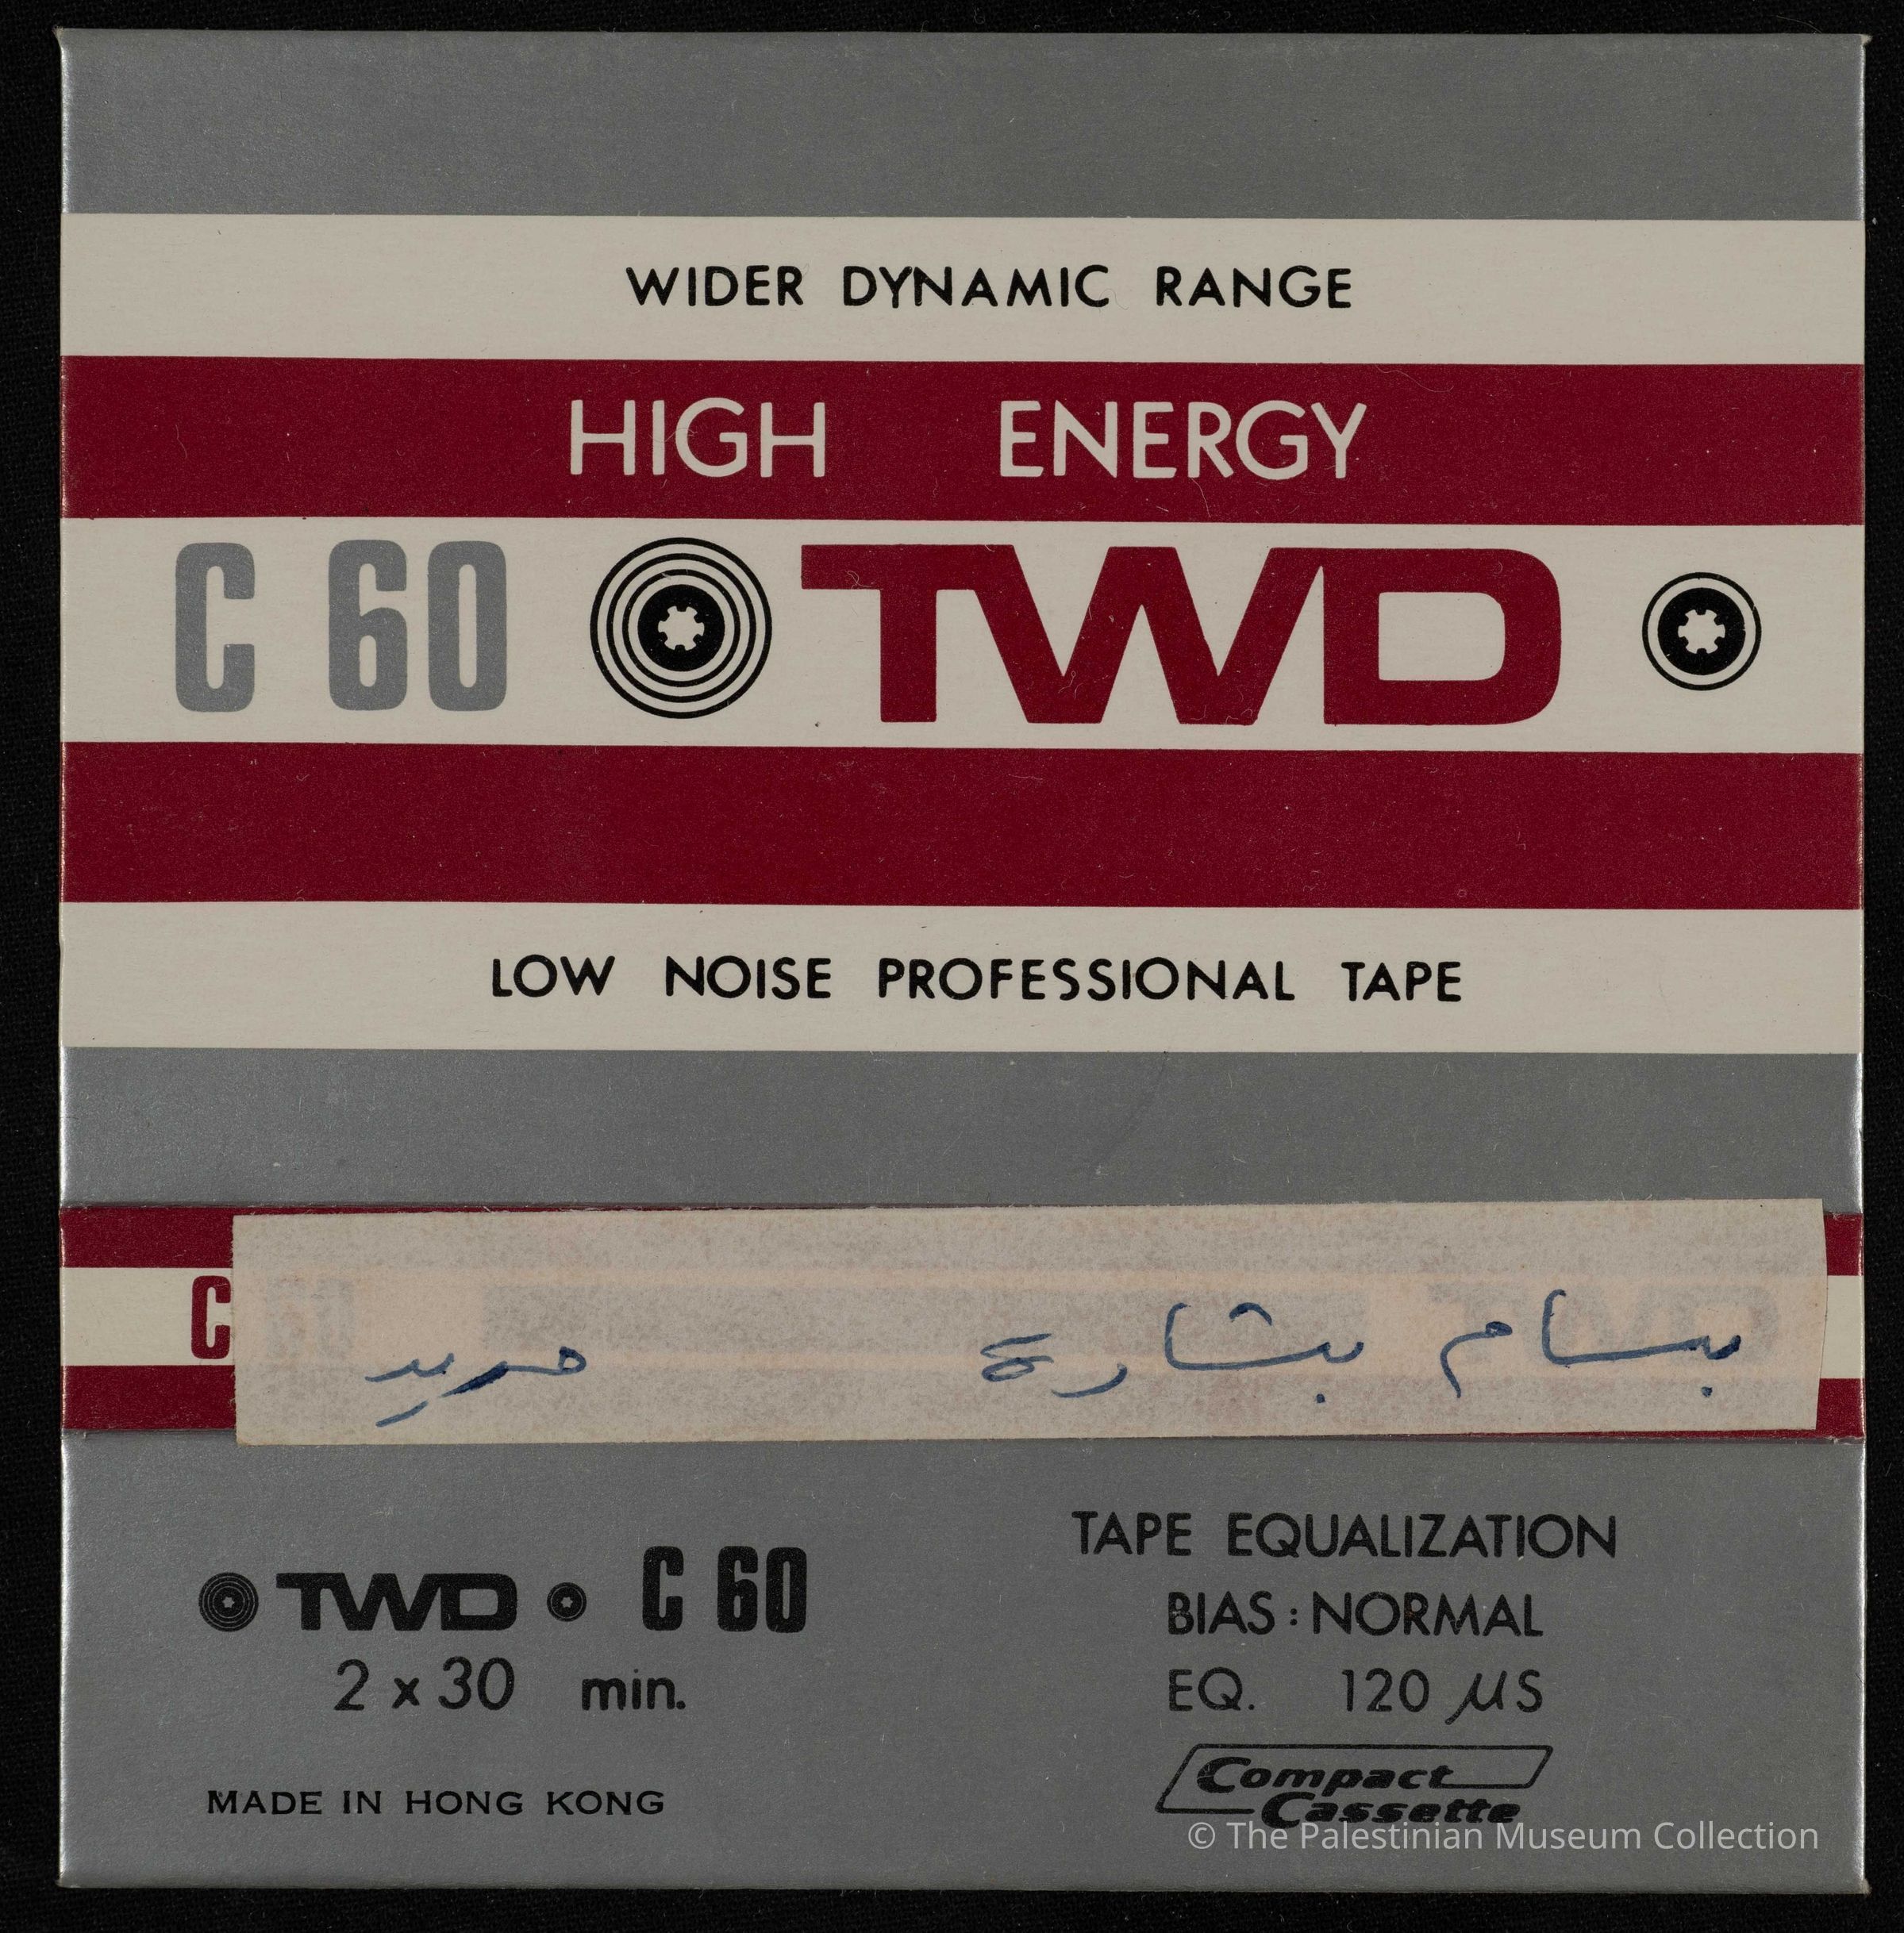 WIDER DYNAMIC RANGE
HIGH ENERGY
C 60 TWD
LOW NOISE PROFESSIONAL TAPE
C
بسام بشارة
TWD C 60
2 x 30 min.
MADE IN HONG KONG
TAPE EQUALIZATION
BIAS : NORMAL
EQ. 120 µS
Compact
Cassette
© The Palestinian Museum Collection